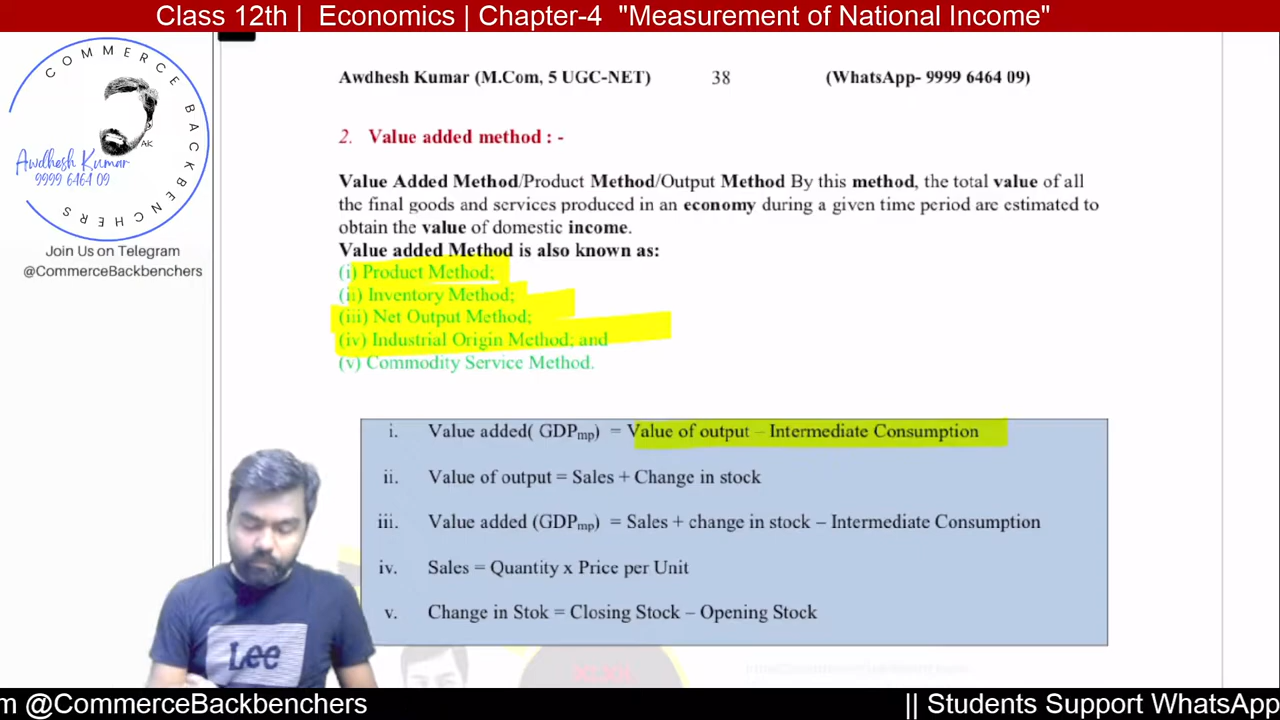 Class 12th | Economics | Chapter-4 "Measurement of National Income"
COMMERCE BACKBENCHERS
AK
Awdhesh Kumar
9999 6464 09
Join Us on Telegram
@CommerceBackbenchers
Awdhesh Kumar (M.Com, 5 UGC-NET) 38 (WhatsApp- 9999 6464 09)
2. Value added method : -
Value Added Method/Product Method/Output Method By this method, the total value of all
the final goods and services produced in an economy during a given time period are estimated to
obtain the value of domestic income.
Value added Method is also known as:
(i) Product Method;
(ii) Inventory Method;
(iii) Net Output Method;
(iv) Industrial Origin Method; and
(v) Commodity Service Method.
i. Value added( GDPmp) = Value of output – Intermediate Consumption
ii. Value of output = Sales + Change in stock
iii. Value added (GDPmp) = Sales + change in stock – Intermediate Consumption
iv. Sales = Quantity x Price per Unit
v. Change in Stok = Closing Stock – Opening Stock
Lee
m @CommerceBackbenchers || Students Support WhatsApp